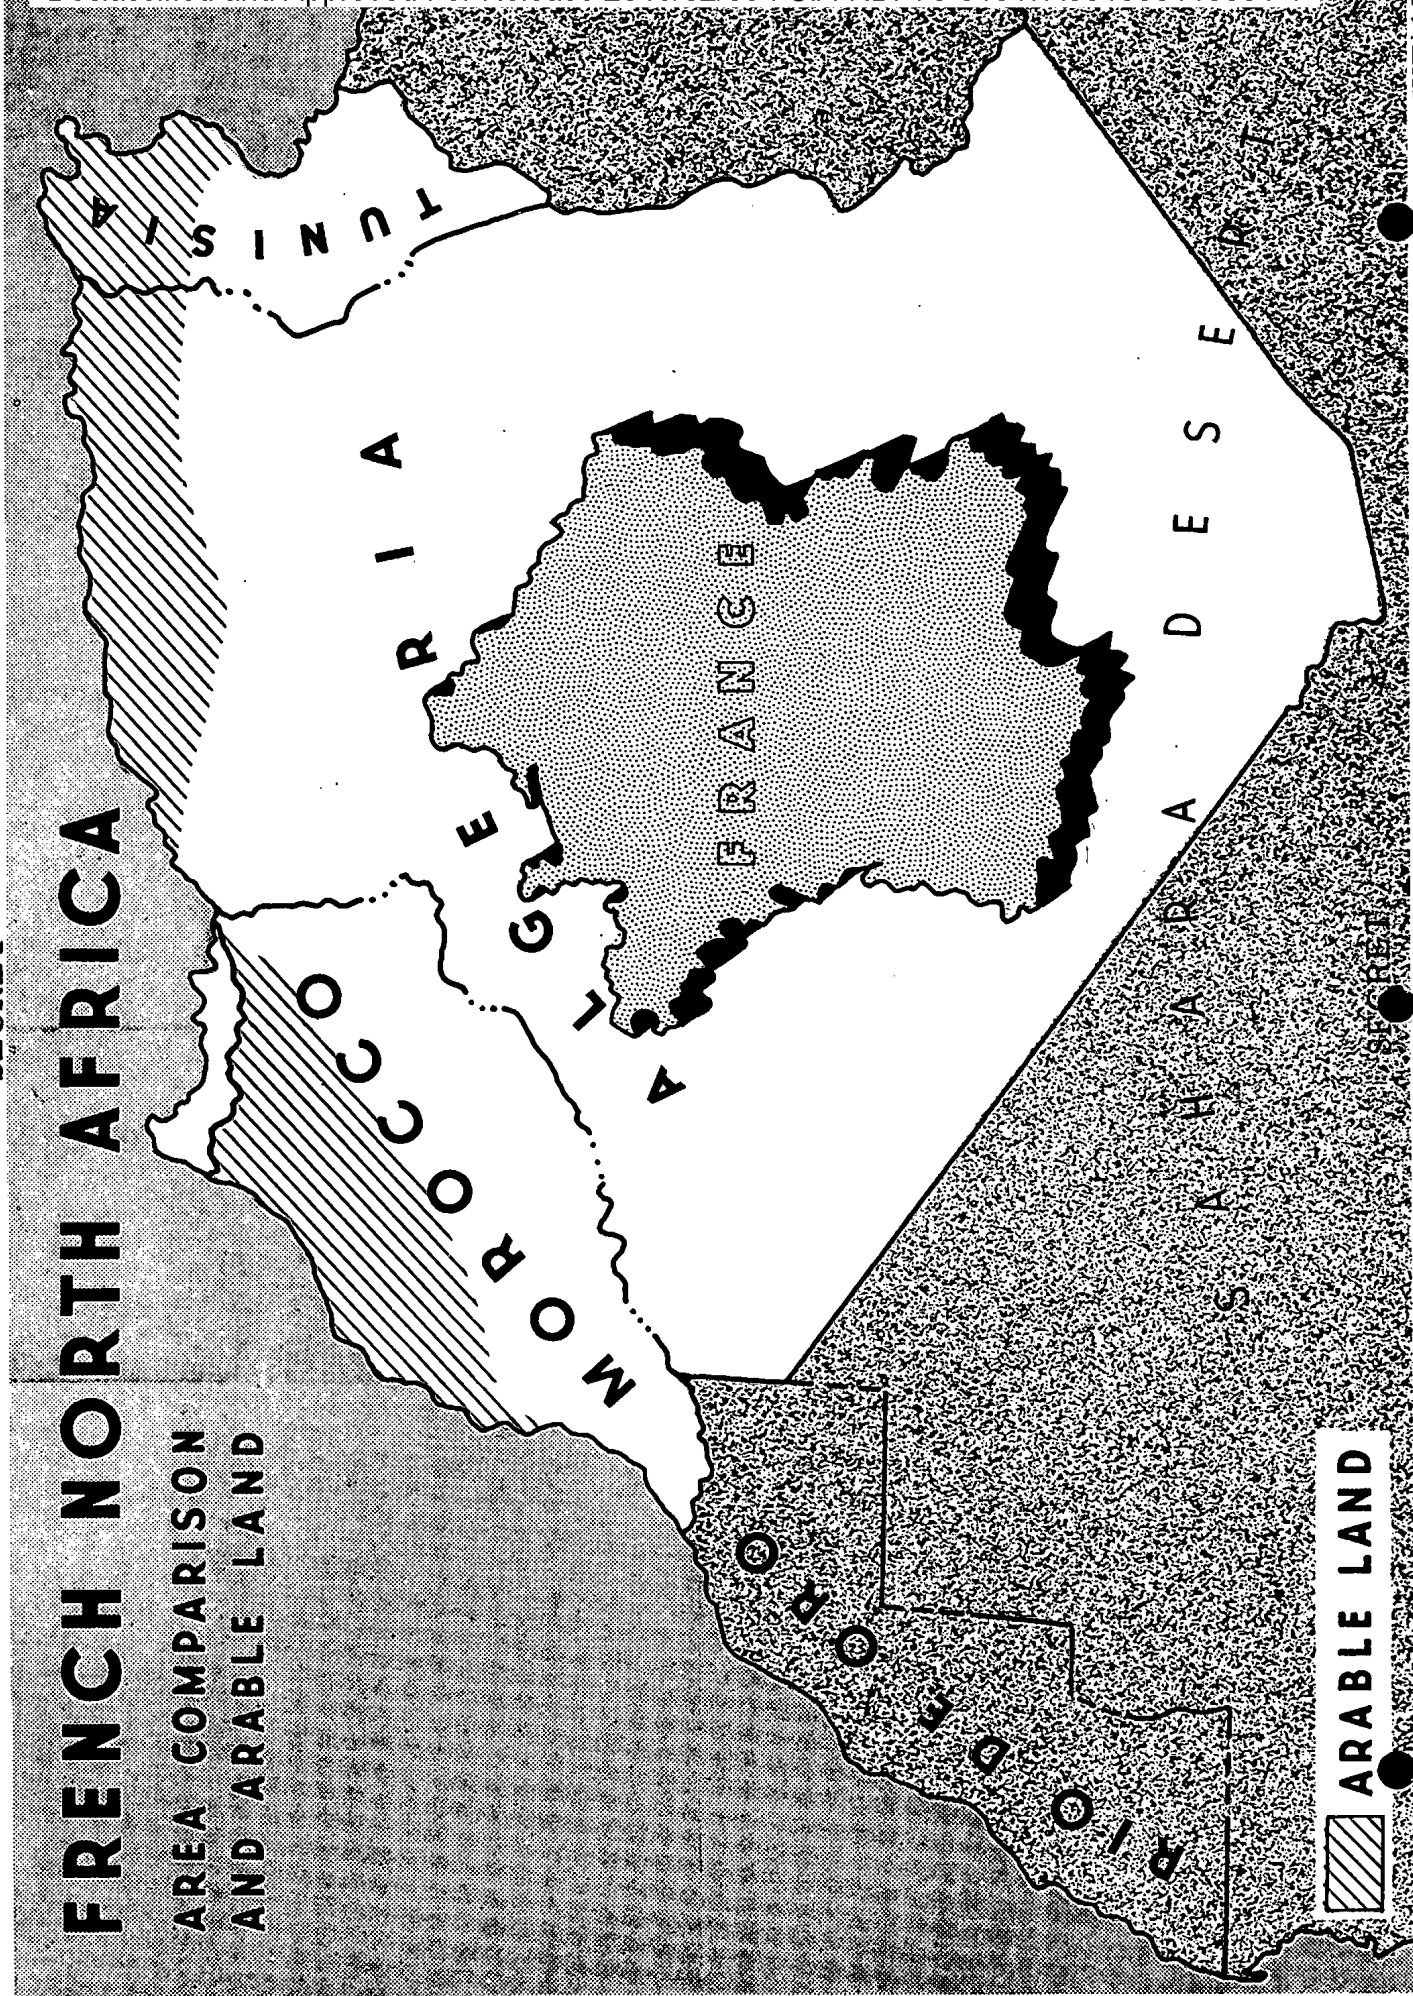 FRENCH NORTH AFRICA
AREA COMPARISON
AND ARABLE LAND
TUNISIA
MOROCCO
ALGERIA
FRANCE
RIO DE ORO
SAHARA DESERT
ARABLE LAND
SECRET